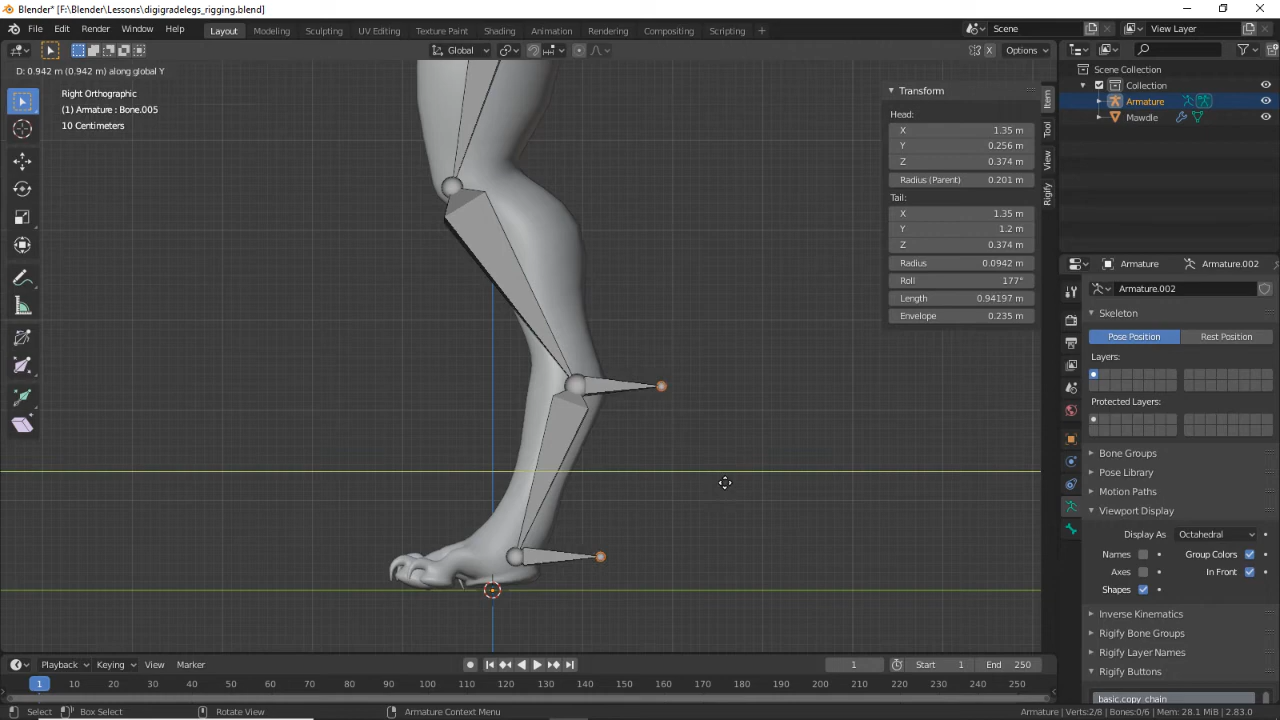 Blender* [F:\Blender\Lessons\digigradelegs_rigging.blend]
File Edit Render Window Help Layout Modeling Sculpting UV Editing Texture Paint Shading Animation Rendering Compositing Scripting + Scene View Layer
Global Options
D: 0.942 m (0.942 m) along global Y
Right Orthographic
(1) Armature : Bone.005
10 Centimeters
Transform
Head:
X 1.35 m
Y 0.256 m
Z 0.374 m
Radius (Parent) 0.201 m
Tail:
X 1.35 m
Y 1.2 m
Z 0.374 m
Radius 0.0942 m
Roll 177°
Length 0.94197 m
Envelope 0.235 m
Item
Tool
View
Rigify
Scene Collection
Collection
Armature
Mawdle
Armature Armature.002
Armature.002
Skeleton
Pose Position Rest Position
Layers:
Protected Layers:
Bone Groups
Pose Library
Motion Paths
Viewport Display
Display As Octahedral
Names Group Colors
Axes In Front
Shapes
Inverse Kinematics
Rigify Bone Groups
Rigify Layer Names
Rigify Buttons
basic.copy_chain
Playback Keying View Marker 1 Start 1 End 250
1 10 20 30 40 50 60 70 80 90 100 110 120 130 140 150 160 170 180 190 200 210 220 230 240 250
Select Box Select Rotate View Armature Context Menu Armature | Verts:2/8 | Bones:0/6 | Mem: 28.1 MiB | 2.83.0